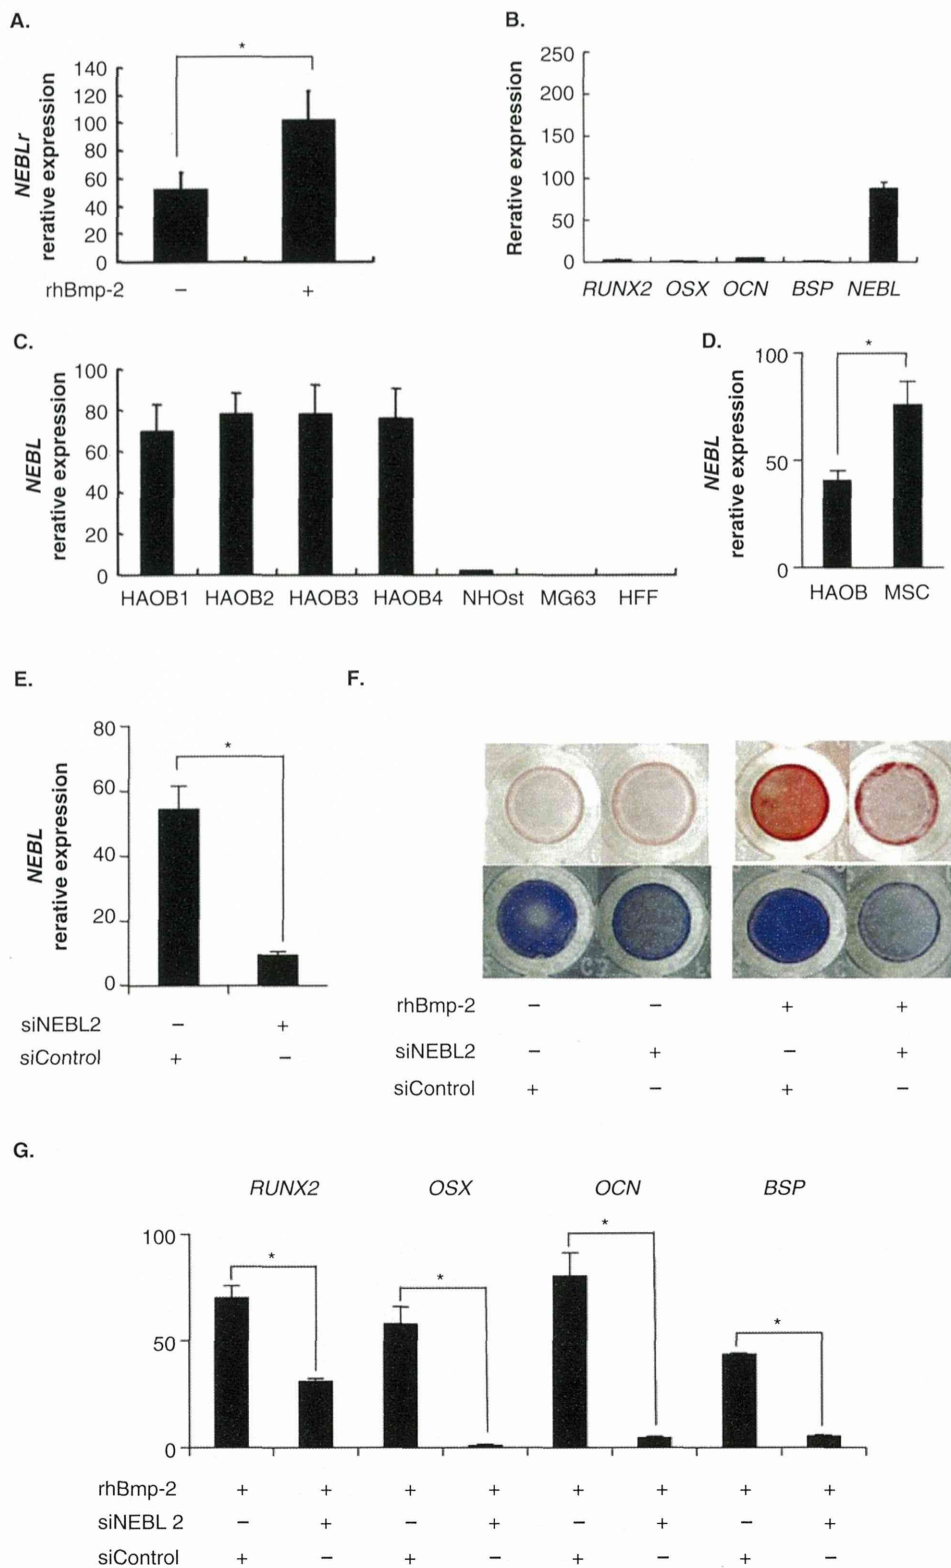 A.
NEBLr
rerative expression
*
140
120
100
80
60
40
20
0
rhBmp-2 − +
B.
Rerative expression
250
200
150
100
50
0
RUNX2 OSX OCN BSP NEBL
C.
NEBL
rerative expression
100
80
60
40
20
0
HAOB1 HAOB2 HAOB3 HAOB4 NHOst MG63 HFF
D.
NEBL
rerative expression
*
100
50
0
HAOB MSC
E.
NEBL
rerative expression
*
80
60
40
20
0
siNEBL2 − +
siControl + −
F.
rhBmp-2 − − + +
siNEBL2 − + − +
siControl + − + −
G.
RUNX2 OSX OCN BSP
* * * *
100
50
0
rhBmp-2 + + + + + + + +
siNEBL 2 − + − + − + − +
siControl + − + − + − + −